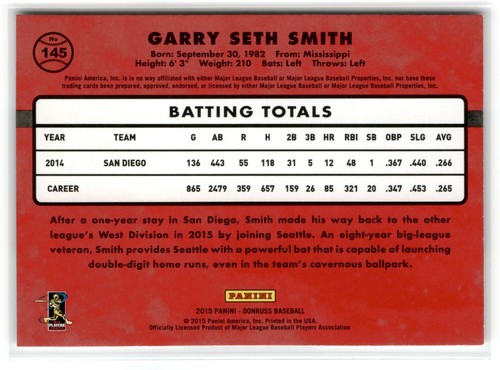 No
145
GARRY SETH SMITH
Born: September 30, 1982 From: Mississippi
Height: 6' 3" Weight: 210 Bats: Left Throws: Left
Panini America, Inc. is in no way affiliated with either Major League Baseball or Major League Baseball Properties, Inc. nor have these
trading cards been prepared, approved, endorsed, or licensed by either Major League Baseball or Major League Baseball Properties, Inc.
BATTING TOTALS
YEAR TEAM G AB R H 2B 3B HR RBI SB OBP SLG AVG
2014 SAN DIEGO 136 443 55 118 31 5 12 48 1 .367 .440 .266
CAREER 865 2479 359 657 159 26 85 321 20 .347 .453 .265
After a one-year stay in San Diego, Smith made his way back to the other
league's West Division in 2015 by joining Seattle. An eight-year big-league
veteran, Smith provides Seattle with a powerful bat that is capable of launching
double-digit home runs, even in the team's cavernous ballpark.
PANINI
2015 PANINI - DONRUSS BASEBALL
© 2015 Panini America, Inc. Printed in the USA.
Officially Licensed Product of Major League Baseball Players Association
PLAYERS